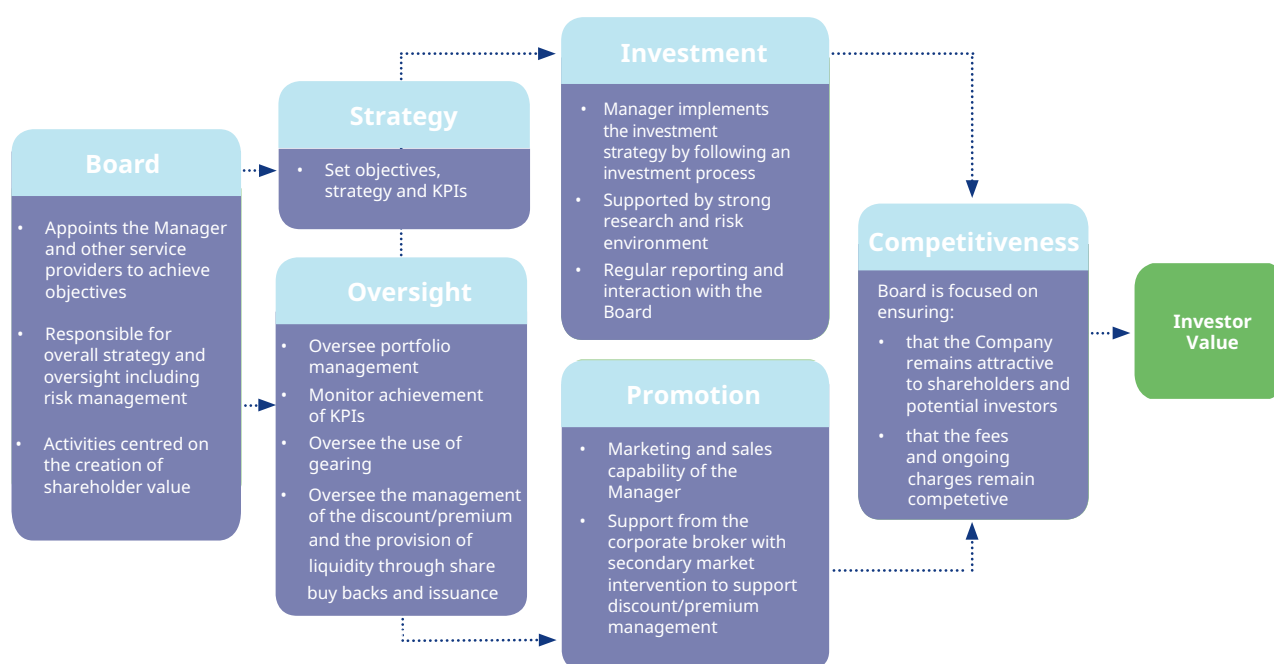 Board
Appoints the Manager
and other service
providers to achieve
objectives
Responsible for
overall strategy and
oversight including
risk management
Activities centred on
the creation of
shareholder value
Strategy
Set objectives,
strategy and KPIs
Oversight
Oversee portfolio
management
Monitor achievement
of KPIs
Oversee the use of
gearing
Oversee the management
of the discount/premium
and the provision of
liquidity through share
buy backs and issuance
Investment
Manager implements
the investment
strategy by following an
investment process
Supported by strong
research and risk
environment
Regular reporting and
interaction with the
Board
Promotion
Marketing and sales
capability of the
Manager
Support from the
corporate broker with
secondary market
intervention to support
discount/premium
management
Competitiveness
Board is focused on
ensuring:
that the Company
remains attractive
to shareholders and
potential investors
that the fees
and ongoing
charges remain
competetive
Investor
Value